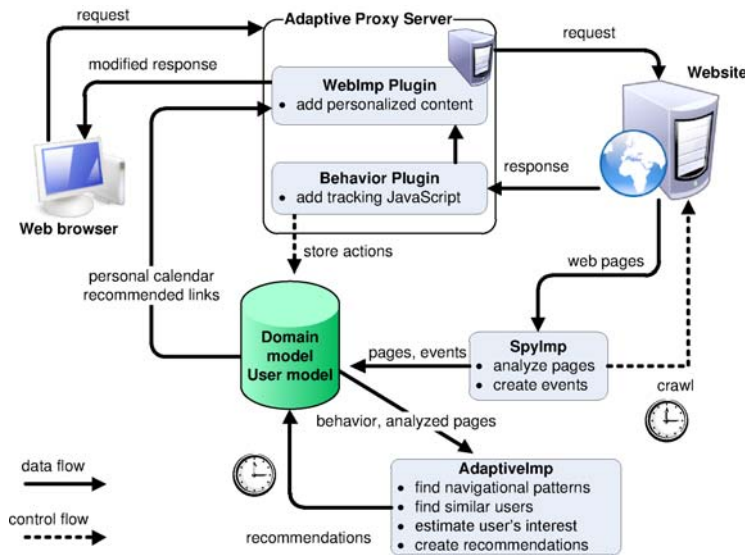 request
Adaptive Proxy Server
request
Website
modified response
WebImp Plugin
• add personalized content
response
Behavior Plugin
• add tracking JavaScript
Web browser
store actions
web pages
personal calendar
recommended links
Domain
model
User model
pages, events
SpyImp
• analyze pages
• create events
crawl
behavior, analyzed pages
data flow
control flow
recommendations
AdaptiveImp
• find navigational patterns
• find similar users
• estimate user's interest
• create recommendations